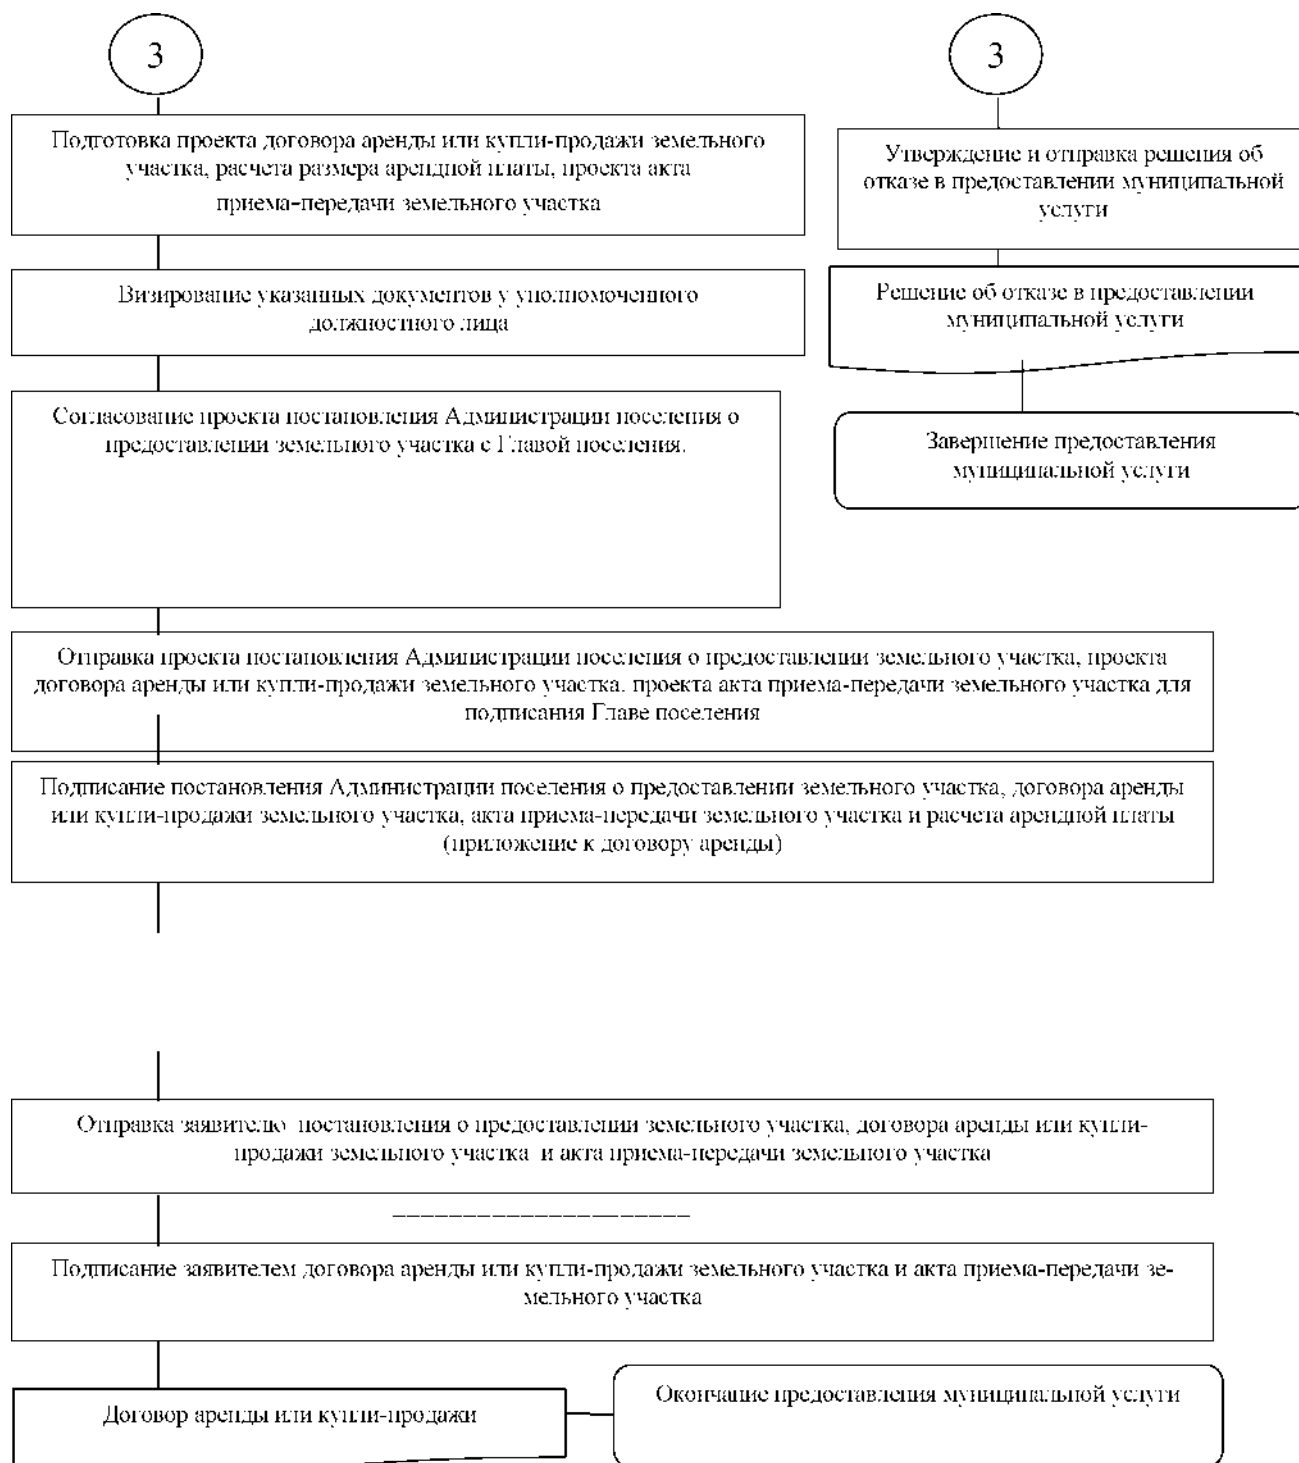 3
Подготовка проекта договора аренды или купли-продажи земельного
участка, расчета размера арендной платы, проекта акта
приема-передачи земельного участка
Визирование указанных документов у уполномоченного
должностного лица
Согласование проекта постановления Администрации поселения о
предоставлении земельного участка с Главой поселения.
3
Утверждение и отправка решения об
отказе в предоставлении муниципальной
услуги
Решение об отказе в предоставлении
муниципальной услуги
Завершение предоставления
муниципальной услуги
Отправка проекта постановления Администрации поселения о предоставлении земельного участка, проекта
договора аренды или купли-продажи земельного участка. проекта акта приема-передачи земельного участка для
подписания Главе поселения
Подписание постановления Администрации поселения о предоставлении земельного участка, договора аренды
или купли-продажи земельного участка, акта приема-передачи земельного участка и расчета арендной платы
(приложение к договору аренды)
Отправка заявителю постановления о предоставлении земельного участка, договора аренды или купли-
продажи земельного участка и акта приема-передачи земельного участка
Подписание заявителем договора аренды или купли-продажи земельного участка и акта приема-передачи зе-
мельного участка
Договор аренды или купли-продажи
Окончание предоставления муниципальной услуги